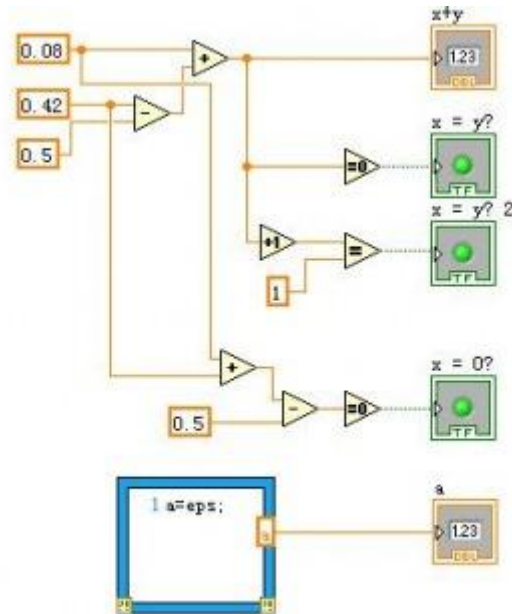 x+y
0.08
+
1.23
DBL
0.42
-
0.5
x = y?
=0
TF
x = y? 2
+1
=
TF
1
+
x = 0?
-
=0
0.5
TF
1 a=eps;
a
a
1.23
DBL